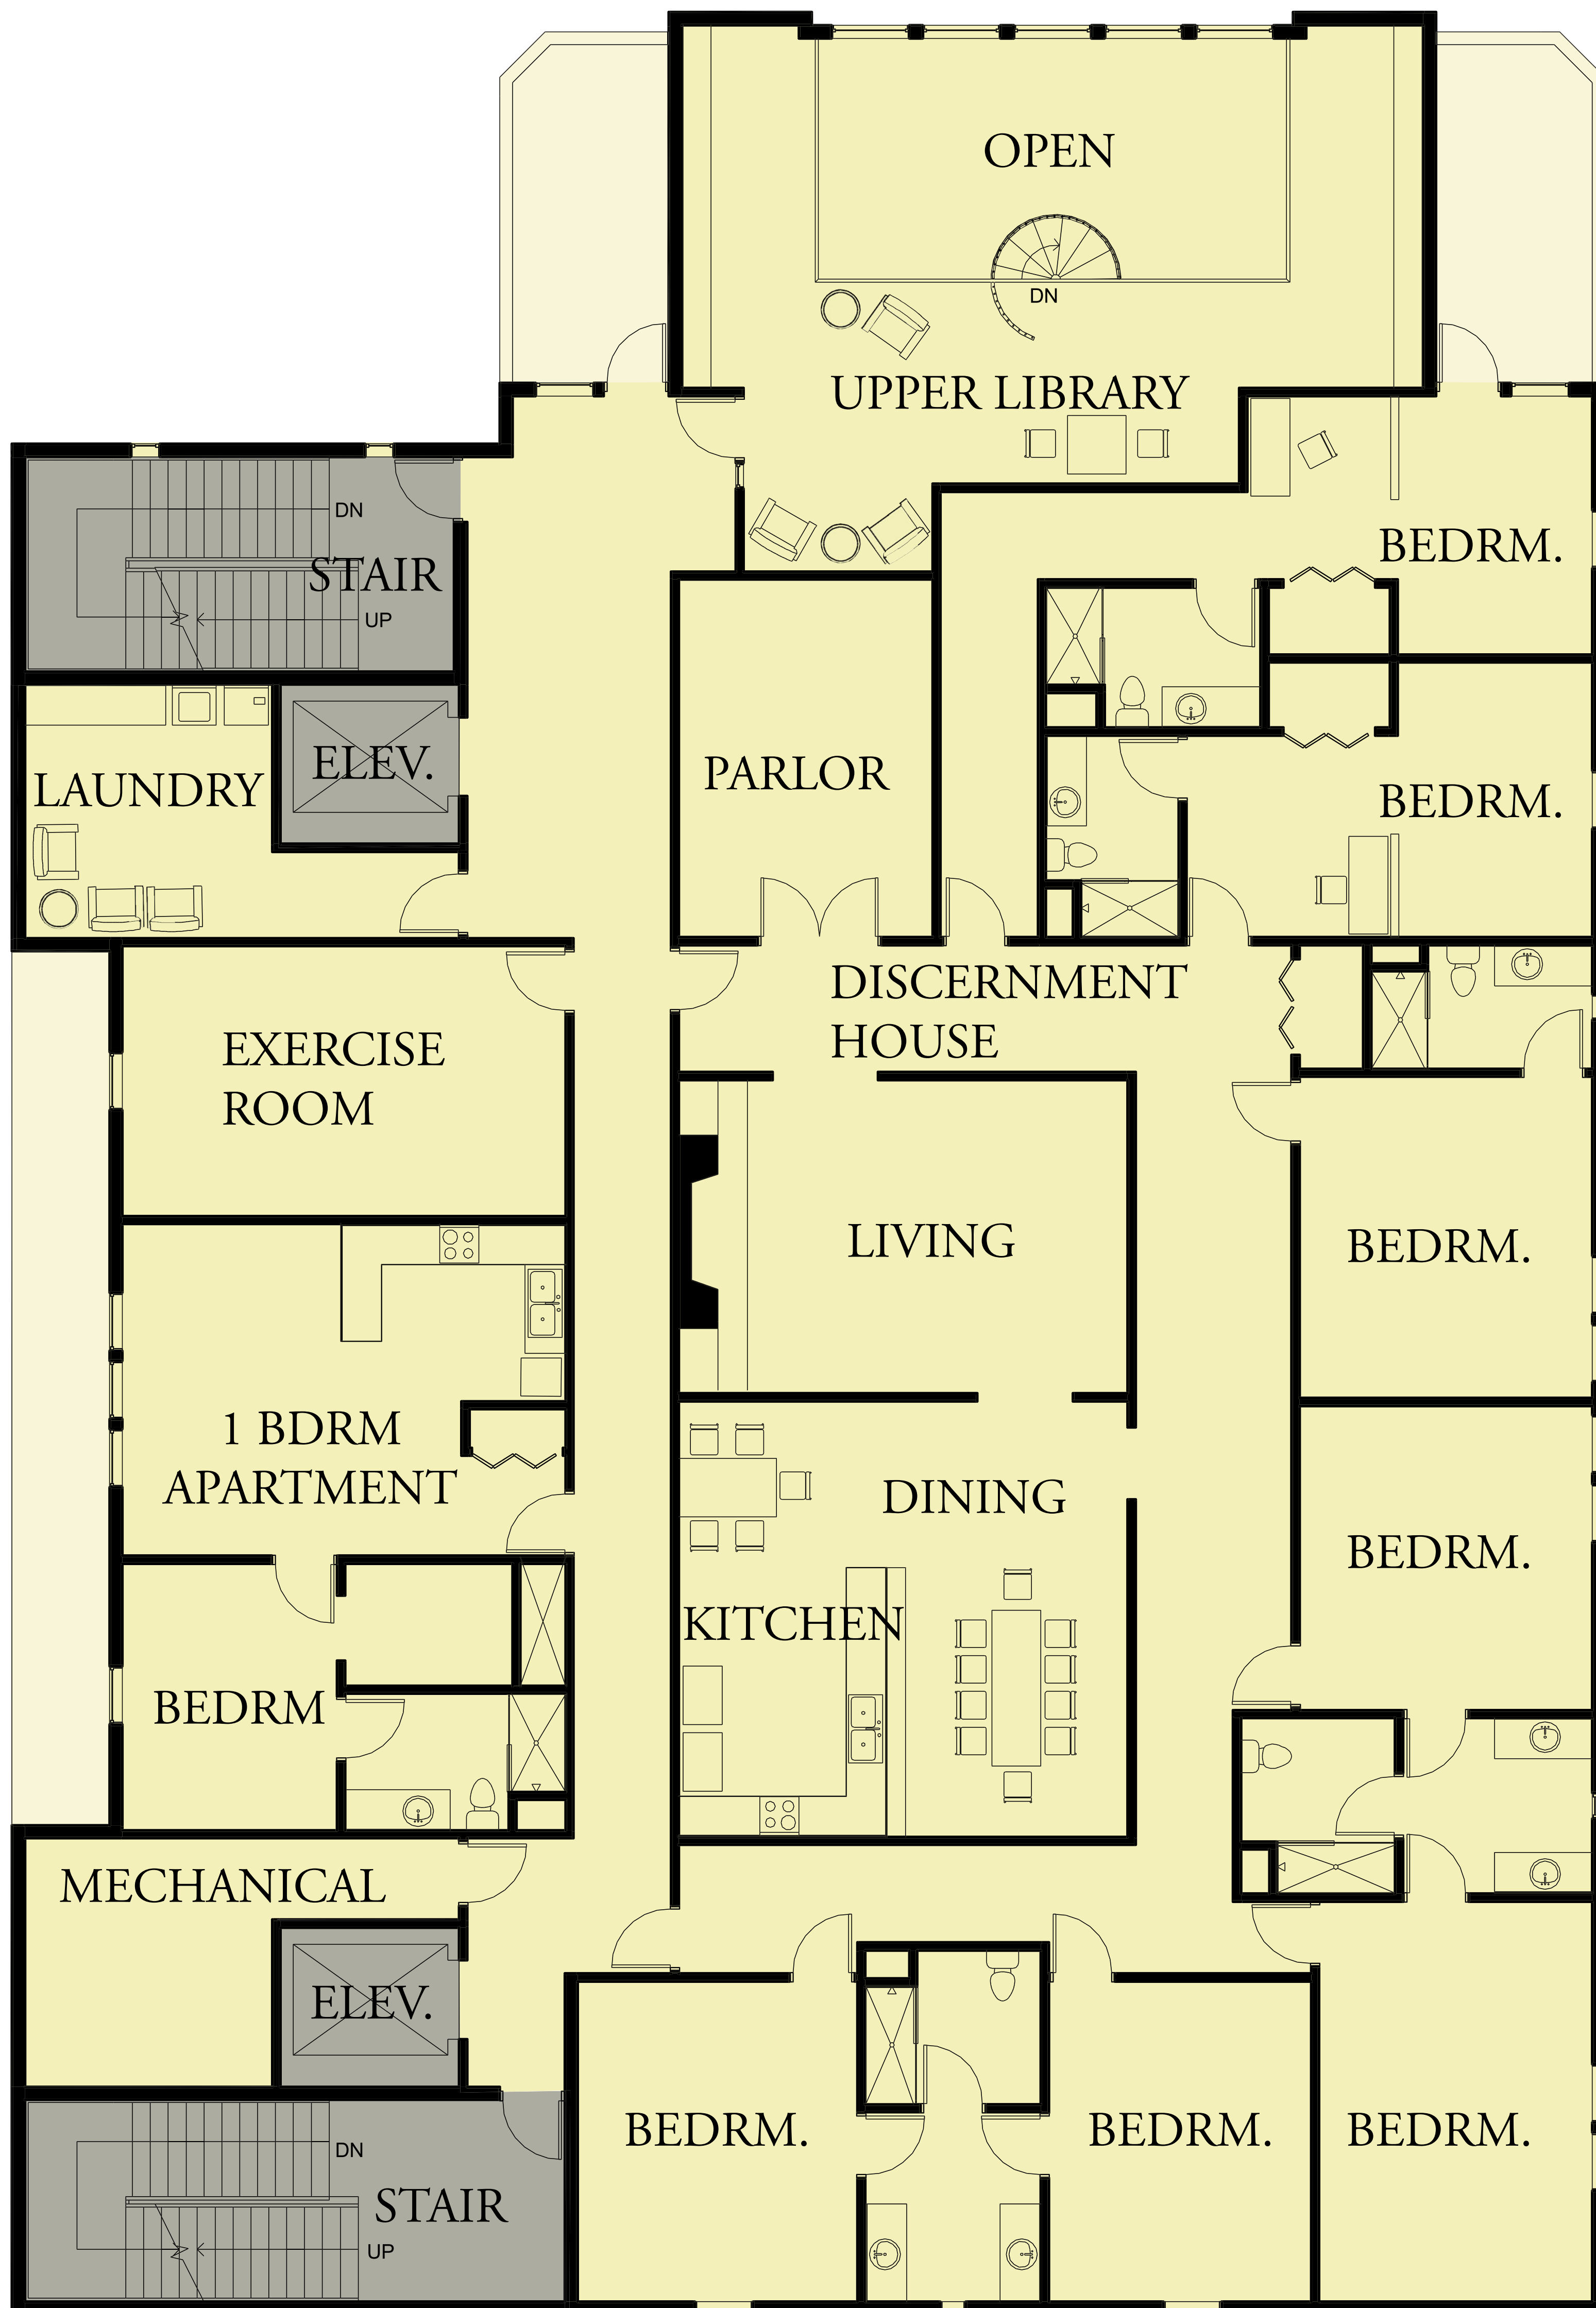 OPEN
DN
UPPER LIBRARY
DN
STAIR
UP
BEDRM.
ELEV.
LAUNDRY
PARLOR
BEDRM.
DISCERNMENT
HOUSE
EXERCISE
ROOM
LIVING
BEDRM.
1 BDRM
APARTMENT
DINING
BEDRM.
KITCHEN
BEDRM
MECHANICAL
ELEV.
BEDRM.
BEDRM.
BEDRM.
DN
STAIR
UP